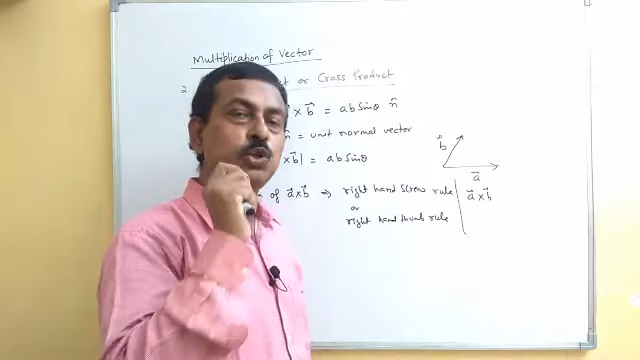 Multiplication of Vector
2
or Cross Product
× b⃗ = ab Sinθ n̂
n̂ = unit normal vector
× b⃗| = ab Sinθ
of a⃗ × b⃗ → right hand Screw rule
or
right hand thumb rule
b⃗
a⃗
a⃗ × b⃗